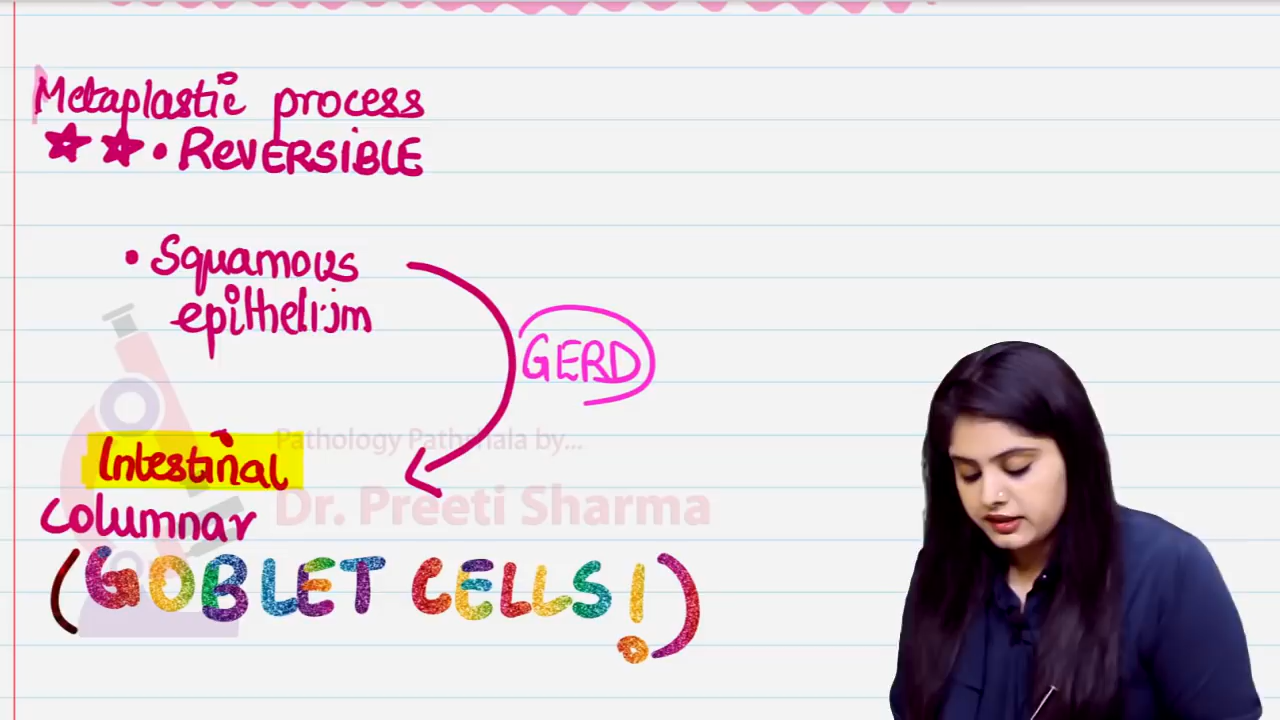 Metaplastic process
• REVERSIBLE
• Squamous
epithelium
GERD
Pathology Pathshala by...
Intestinal
Dr. Preeti Sharma
columnar
(GOBLET CELLS!)